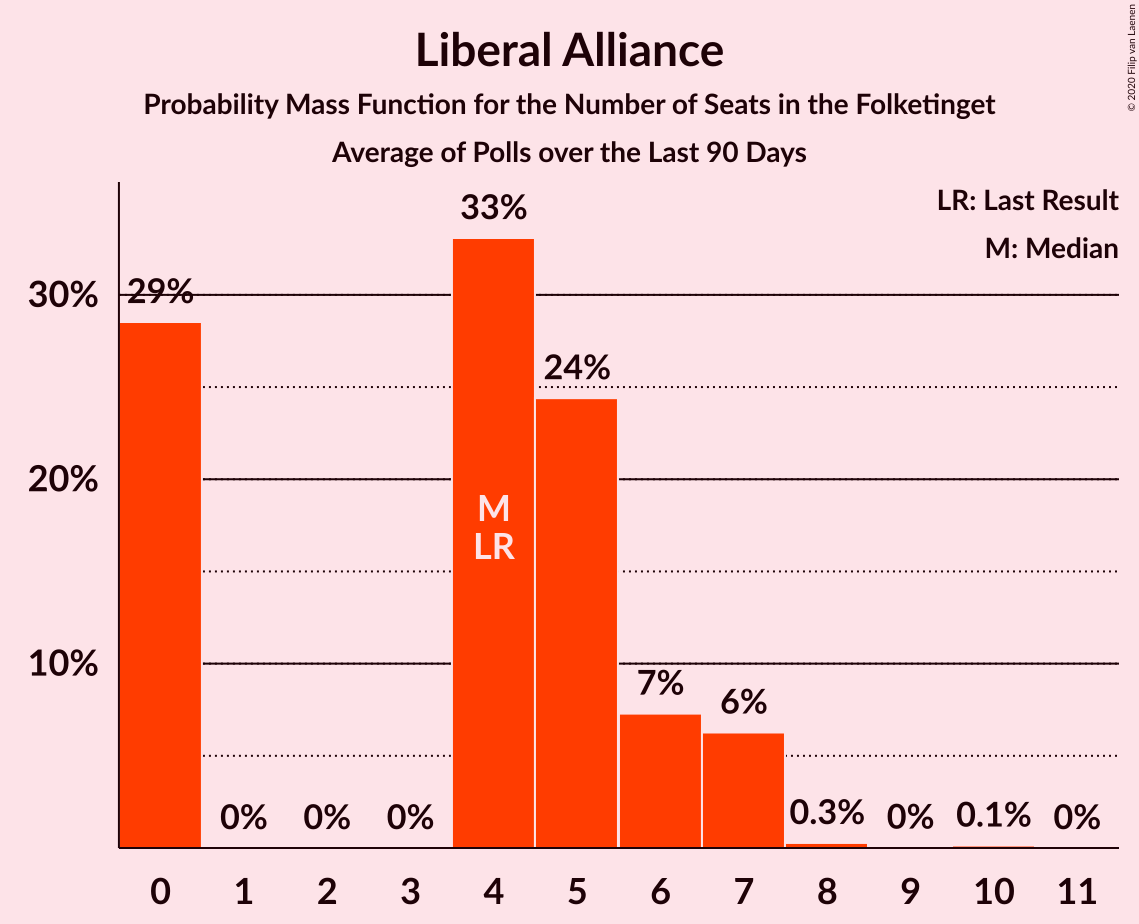 Liberal Alliance
Probability Mass Function for the Number of Seats in the Folketinget
Average of Polls over the Last 90 Days
© 2020 Filip van Laenen
LR: Last Result
M: Median
30%
20%
10%
29%
0%
0%
0%
33%
24%
7%
6%
0.3%
0%
0.1%
0%
M
LR
0 1 2 3 4 5 6 7 8 9 10 11